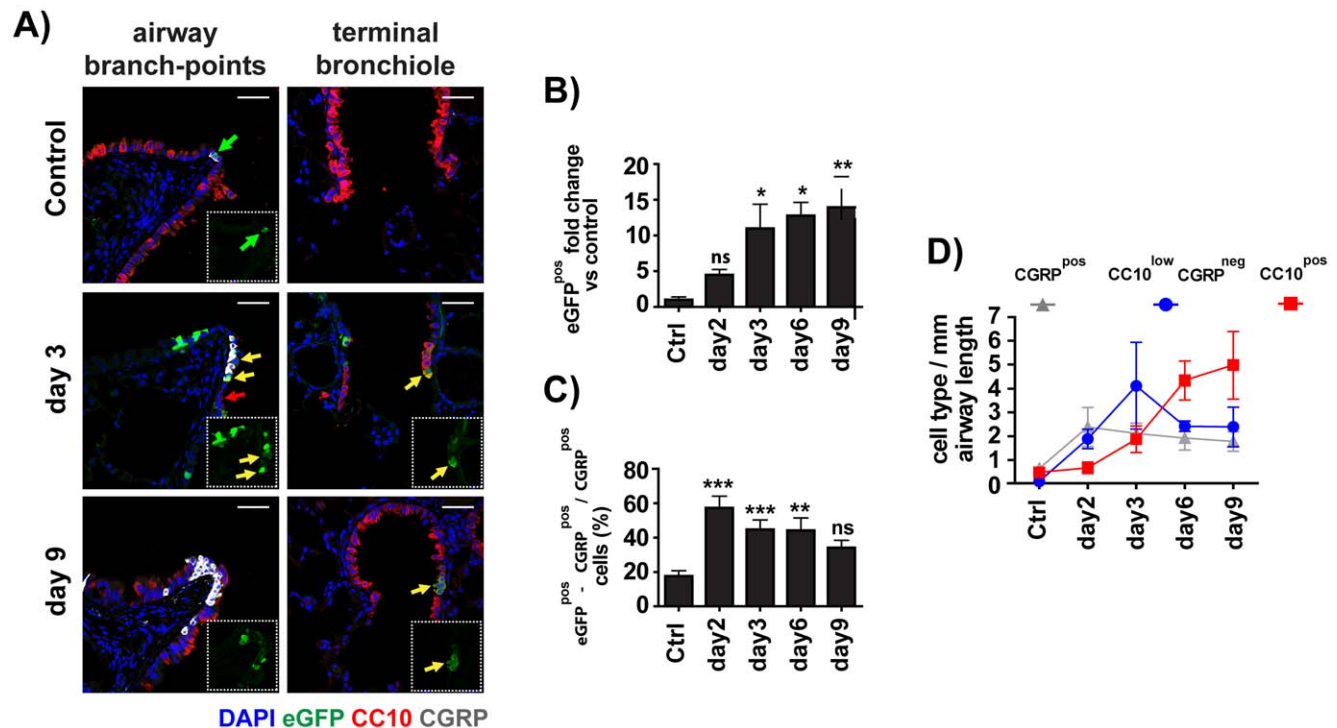 A)
airway
branch-points
terminal
bronchiole
Control
day 3
day 9
DAPI eGFP CC10 CGRP
B)
eGFP^pos fold change
vs control
20
15
10
5
0
ns
*
*
**
Ctrl
day2
day3
day6
day9
C)
eGFP^pos - CGRP^pos / CGRP^pos
cells (%)
80
60
40
20
0
***
***
**
ns
Ctrl
day2
day3
day6
day9
D)
CGRP^pos CC10^low CGRP^neg CC10^pos
cell type / mm
airway length
7
6
5
4
3
2
1
0
Ctrl
day2
day3
day6
day9